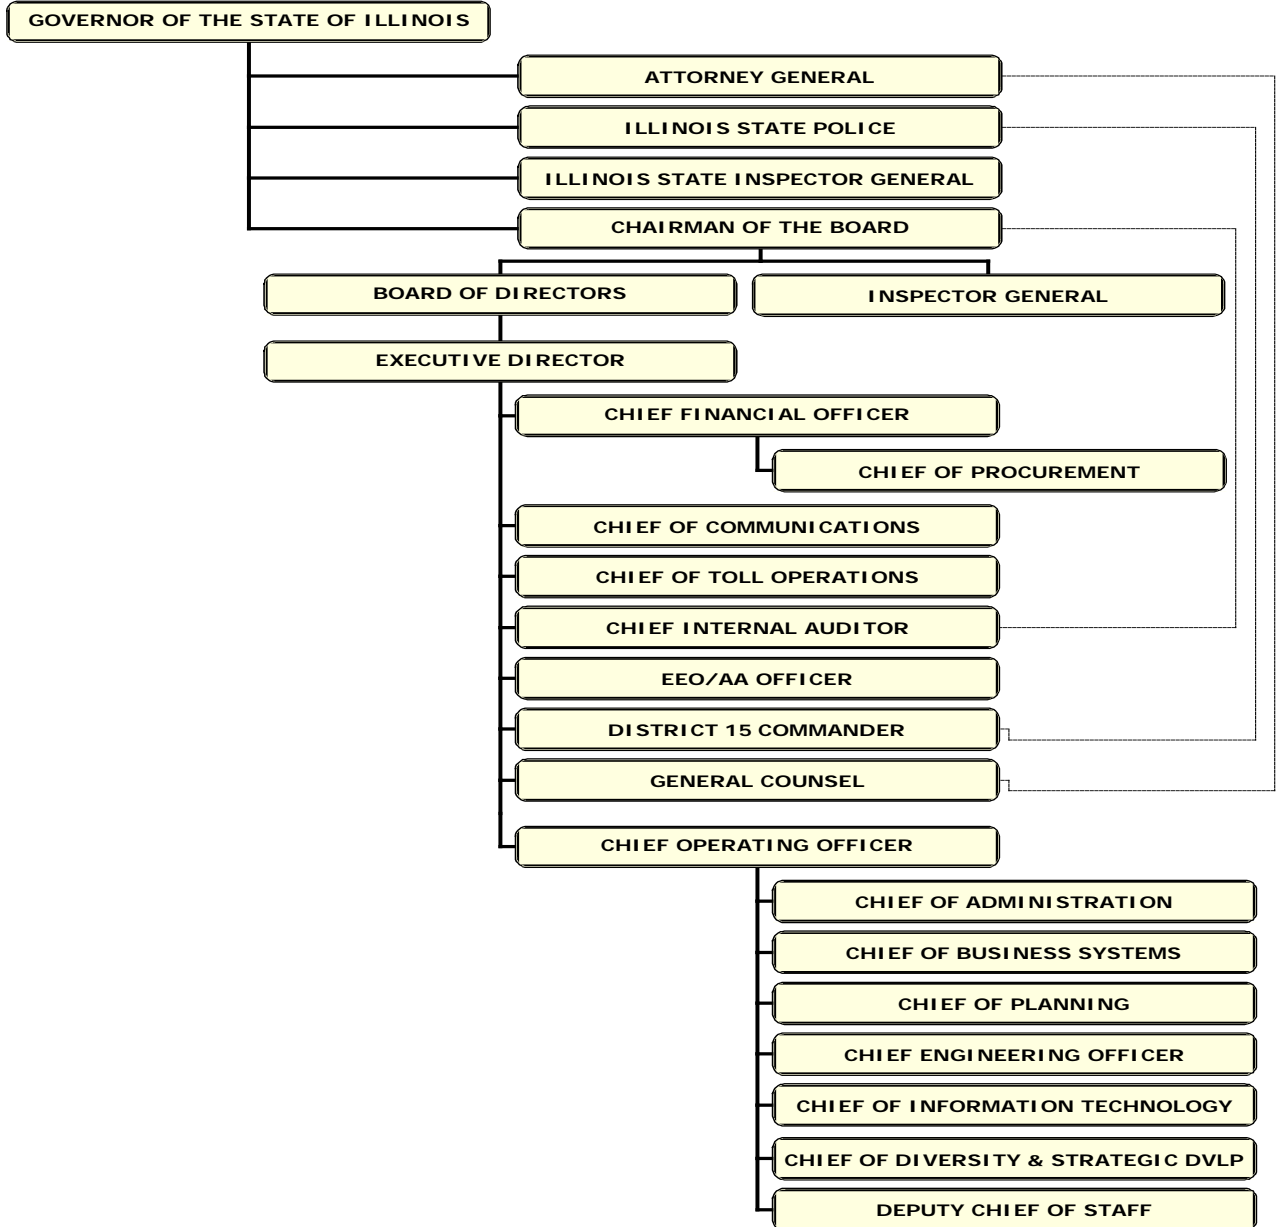 GOVERNOR OF THE STATE OF ILLINOIS
ATTORNEY GENERAL
ILLINOIS STATE POLICE
ILLINOIS STATE INSPECTOR GENERAL
CHAIRMAN OF THE BOARD
BOARD OF DIRECTORS
INSPECTOR GENERAL
EXECUTIVE DIRECTOR
CHIEF FINANCIAL OFFICER
CHIEF OF PROCUREMENT
CHIEF OF COMMUNICATIONS
CHIEF OF TOLL OPERATIONS
CHIEF INTERNAL AUDITOR
EEO/AA OFFICER
DISTRICT 15 COMMANDER
GENERAL COUNSEL
CHIEF OPERATING OFFICER
CHIEF OF ADMINISTRATION
CHIEF OF BUSINESS SYSTEMS
CHIEF OF PLANNING
CHIEF ENGINEERING OFFICER
CHIEF OF INFORMATION TECHNOLOGY
CHIEF OF DIVERSITY & STRATEGIC DVLP
DEPUTY CHIEF OF STAFF